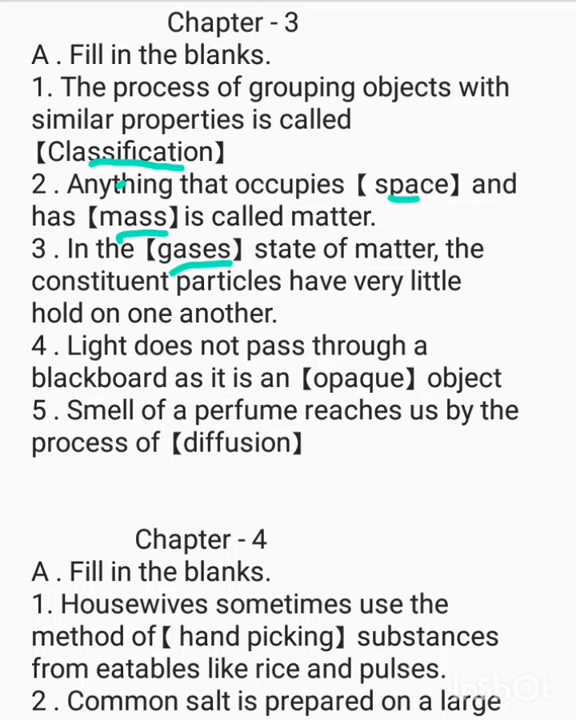 Chapter - 3
A . Fill in the blanks.
1. The process of grouping objects with
similar properties is called
【Classification】
2 . Anything that occupies【 space】and
has【mass】is called matter.
3 . In the【gases】state of matter, the
constituent particles have very little
hold on one another.
4 . Light does not pass through a
blackboard as it is an【opaque】object
5 . Smell of a perfume reaches us by the
process of【diffusion】
Chapter - 4
A . Fill in the blanks.
1. Housewives sometimes use the
method of【 hand picking】substances
from eatables like rice and pulses.
InShOt
2 . Common salt is prepared on a large